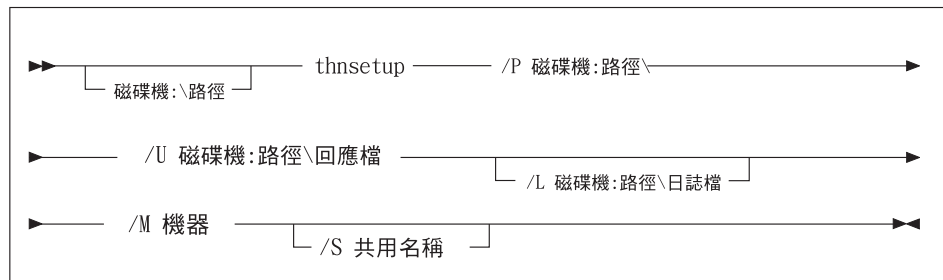 thnsetup /P 磁碟機:路徑\
磁碟機:\路徑
/U 磁碟機:路徑\回應檔
/L 磁碟機:路徑\日誌檔
/M 機器
/S 共用名稱